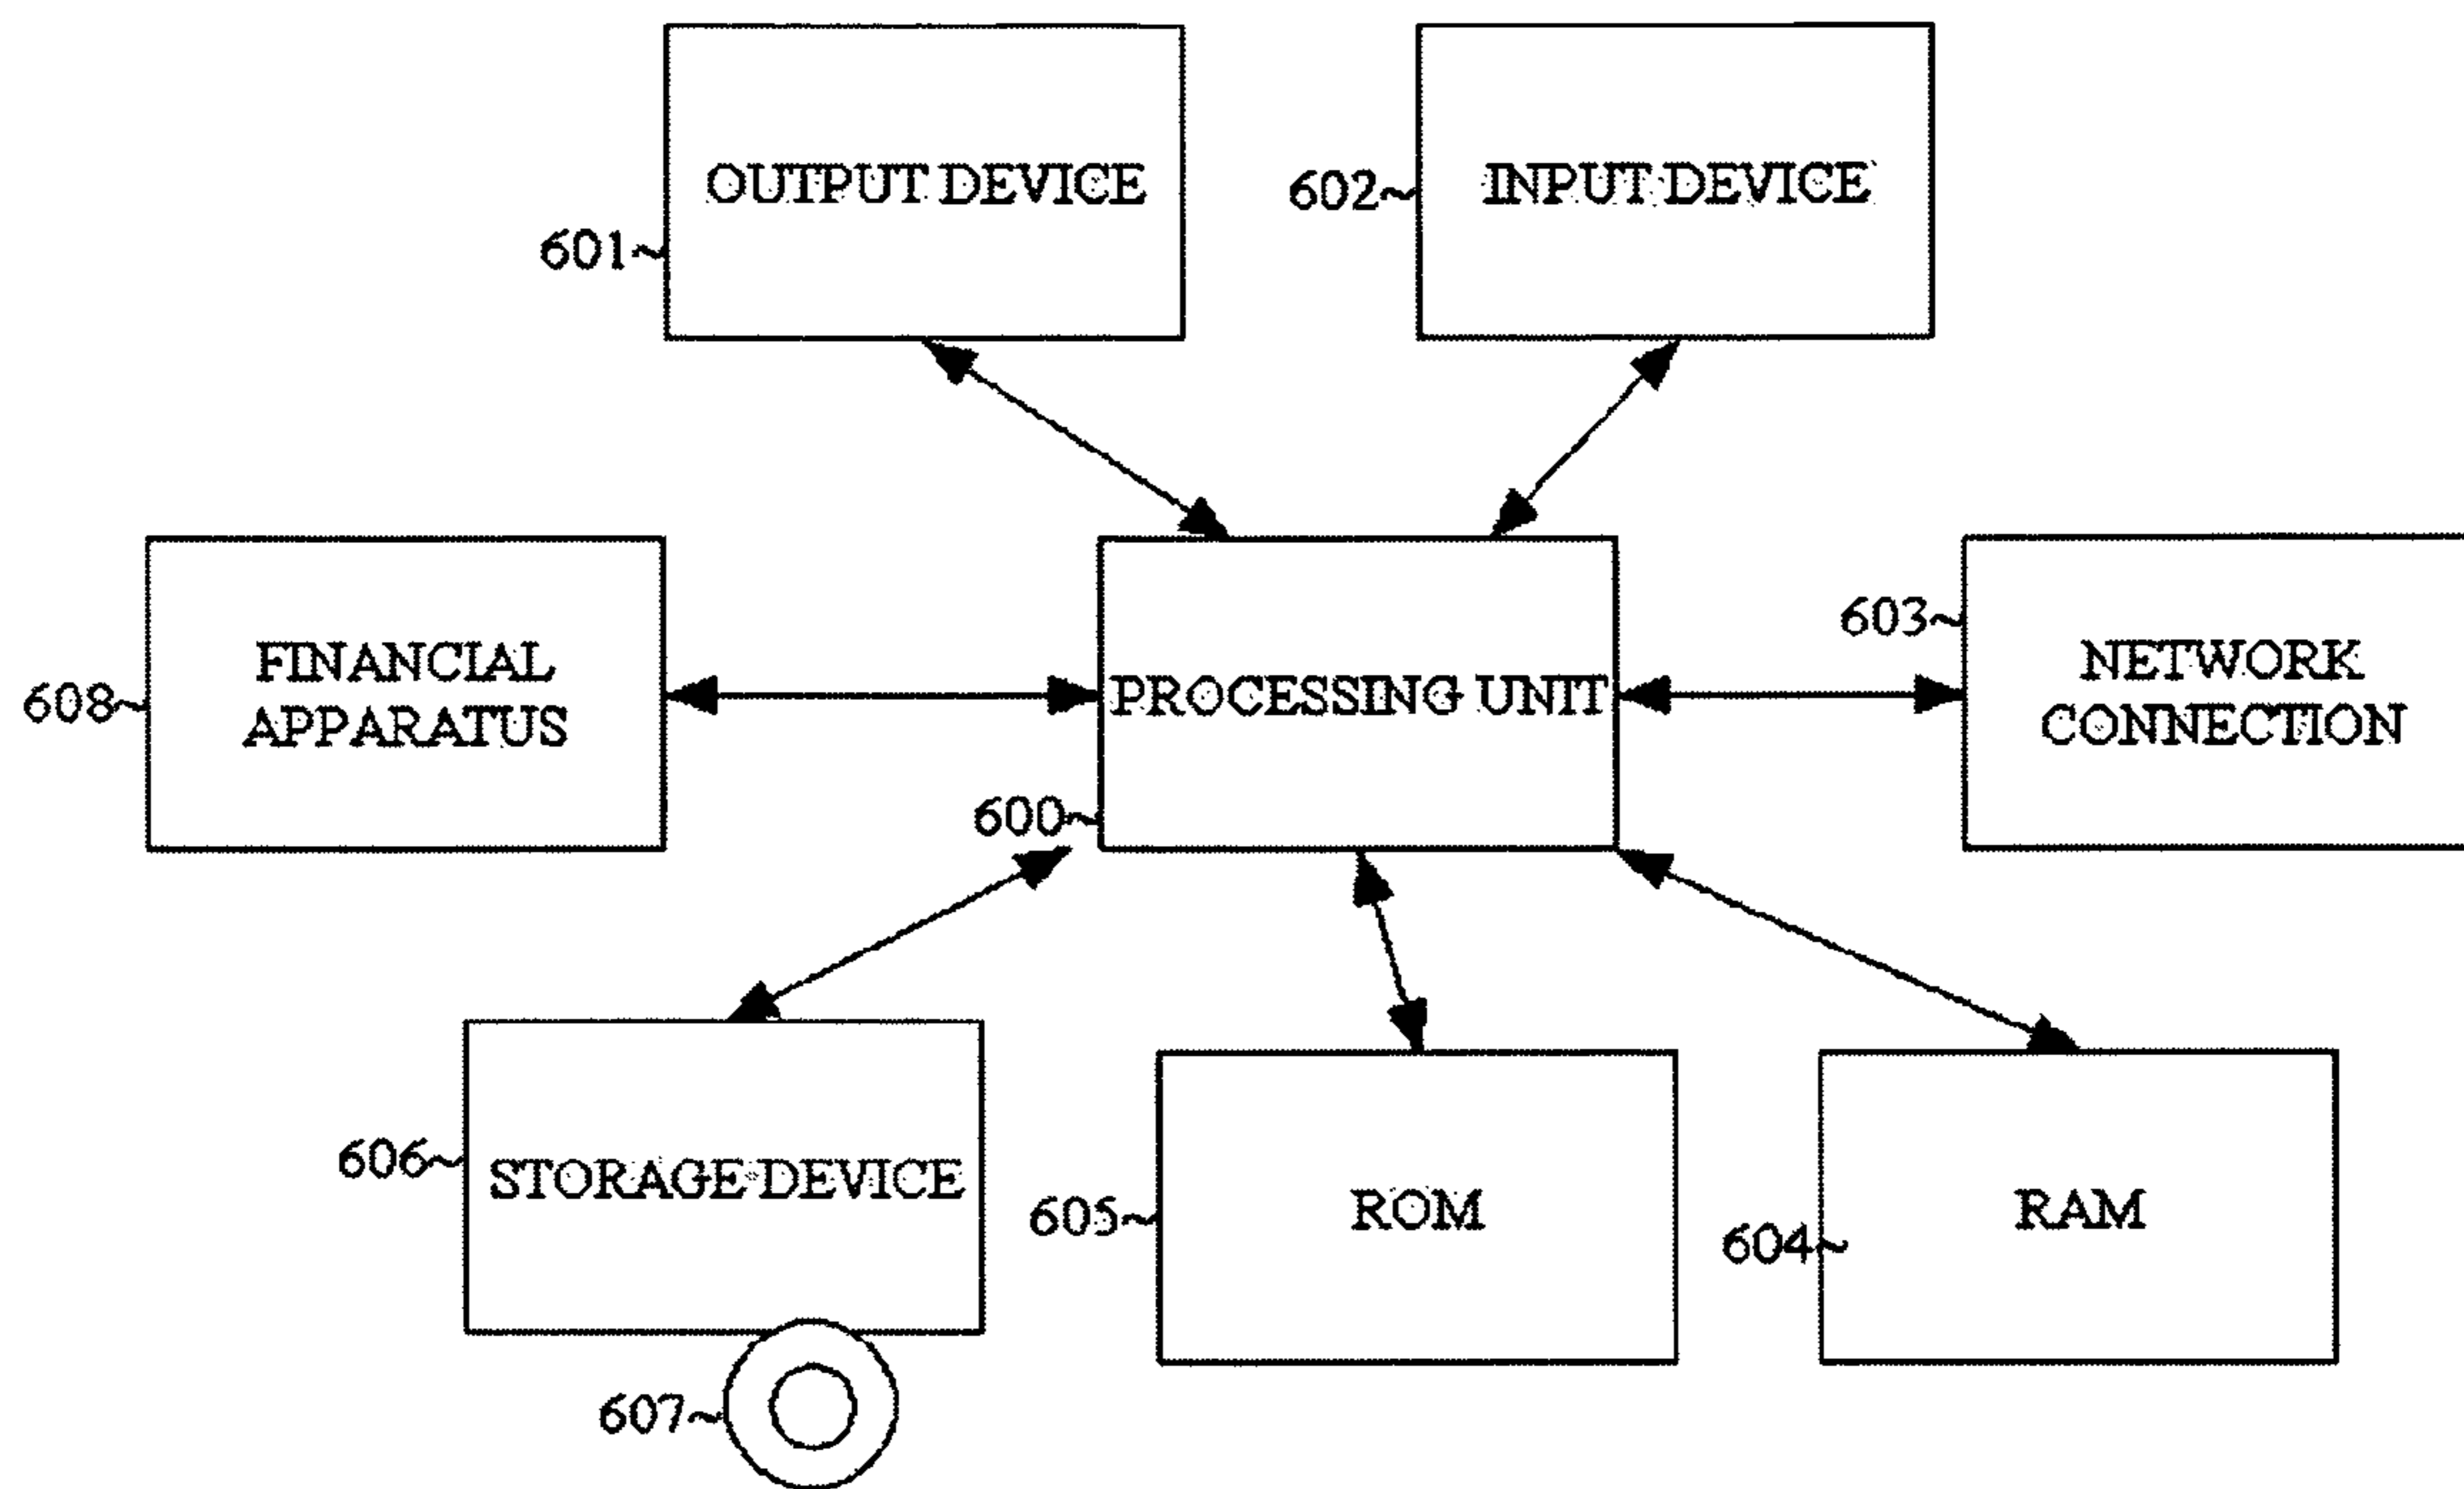 OUTPUT DEVICE
601
602
INPUT DEVICE
FINANCIAL
APPARATUS
608
PROCESSING UNIT
600
603
NETWORK
CONNECTION
606
STORAGE DEVICE
607
605
ROM
604
RAM